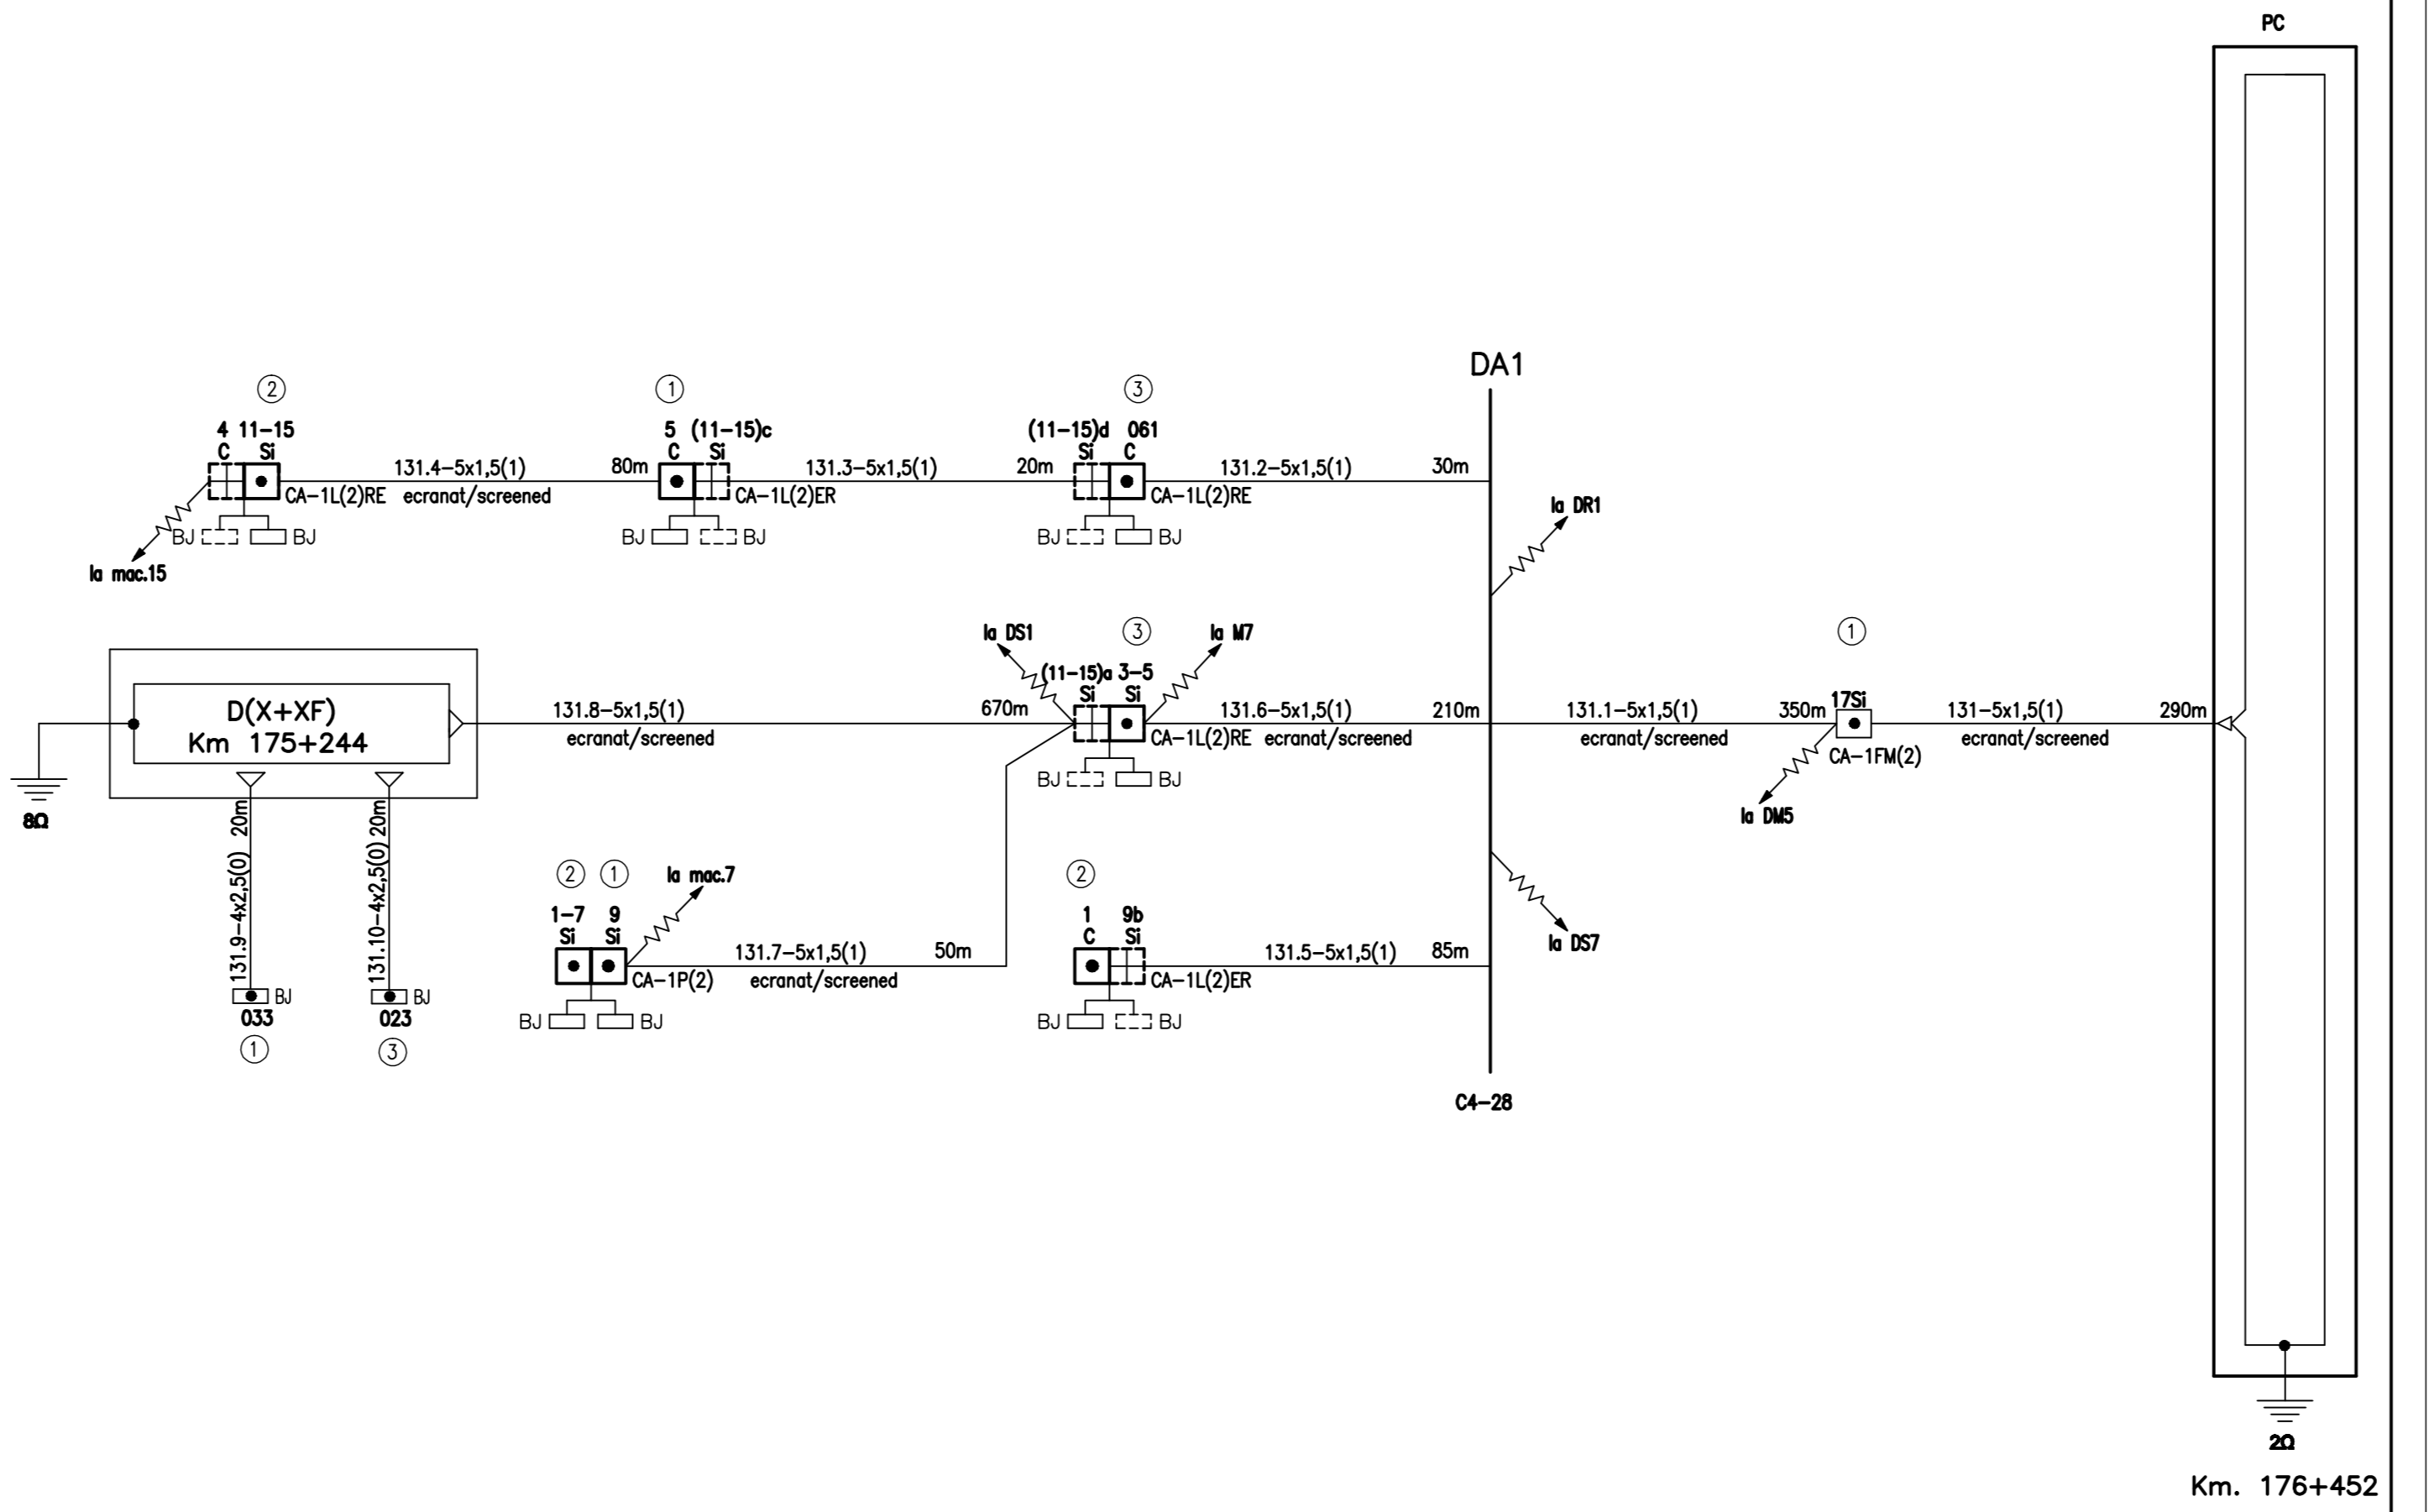 PC
DA1
2
1
3
4 11-15
C Si
5 (11-15)c
C Si
(11-15)d 061
Si C
131.4-5x1,5(1) 80m
CA-1L(2)RE ecranat/screened
131.3-5x1,5(1) 20m
CA-1L(2)ER
131.2-5x1,5(1) 30m
CA-1L(2)RE
BJ BJ
BJ BJ
BJ BJ
la mac.15
la DR1
la DS1
3
la M7
1
(11-15)a 3-5
Si Si
17Si
D(X+XF)
Km 175+244
131.8-5x1,5(1) 670m
ecranat/screened
131.6-5x1,5(1) 210m
CA-1L(2)RE ecranat/screened
131.1-5x1,5(1) 350m
ecranat/screened
CA-1FM(2)
131-5x1,5(1) 290m
ecranat/screened
BJ BJ
8Ω
la DM5
131.9-4x2,5(0) 20m
131.10-4x2,5(0) 20m
2 1
la mac.7
2
1-7 9
Si Si
1 9b
C Si
la DS7
131.7-5x1,5(1) 50m
CA-1P(2) ecranat/screened
131.5-5x1,5(1) 85m
CA-1L(2)ER
BJ
BJ
033
023
1
3
BJ BJ
BJ BJ
C4-28
2Ω
Km. 176+452